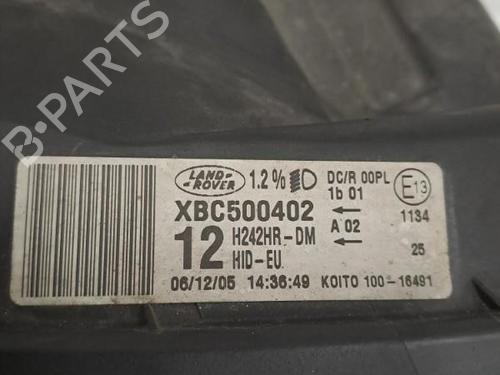 B-PARTS
LAND-
ROVER
1.2%
DC/R 00PL
1b 01
E13
XBC500402
1134
12 H242HR-DM
A 02
HID-EU
25
06/12/05 14:36:49 KOITO 100-16491